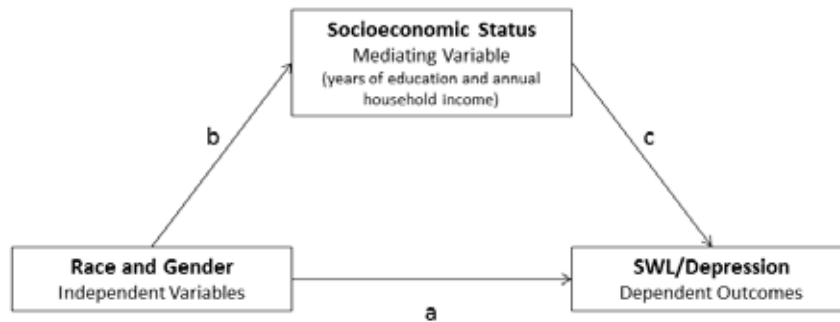 Socioeconomic Status
Mediating Variable
(years of education and annual
household income)
b
c
Race and Gender
Independent Variables
SWL/Depression
Dependent Outcomes
a